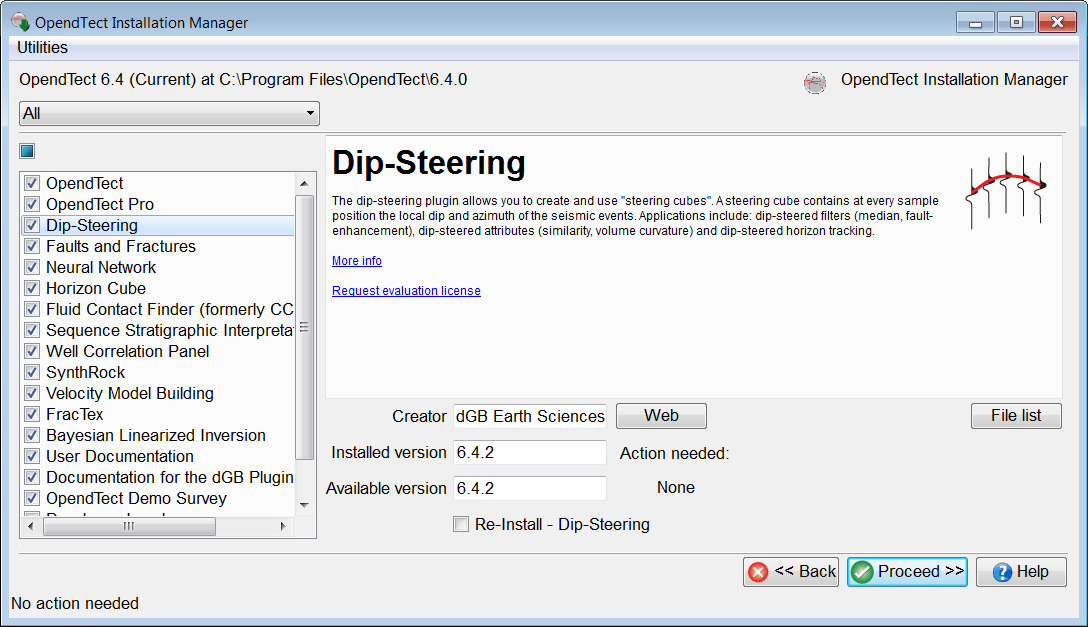 OpendTect Installation Manager
Utilities
OpendTect 6.4 (Current) at C:\Program Files\OpendTect\6.4.0
OpendTect Installation Manager
All
OpendTect
OpendTect Pro
Dip-Steering
Faults and Fractures
Neural Network
Horizon Cube
Fluid Contact Finder (formerly CC
Sequence Stratigraphic Interpreta
Well Correlation Panel
SynthRock
Velocity Model Building
FracTex
Bayesian Linearized Inversion
User Documentation
Documentation for the dGB Plugin
OpendTect Demo Survey
Dip-Steering
The dip-steering plugin allows you to create and use "steering cubes". A steering cube contains at every sample
position the local dip and azimuth of the seismic events. Applications include: dip-steered filters (median, fault-
enhancement), dip-steered attributes (similarity, volume curvature) and dip-steered horizon tracking.
More info
Request evaluation license
Creator dGB Earth Sciences Web File list
Installed version 6.4.2 Action needed:
Available version 6.4.2 None
Re-Install - Dip-Steering
<< Back Proceed >> Help
No action needed